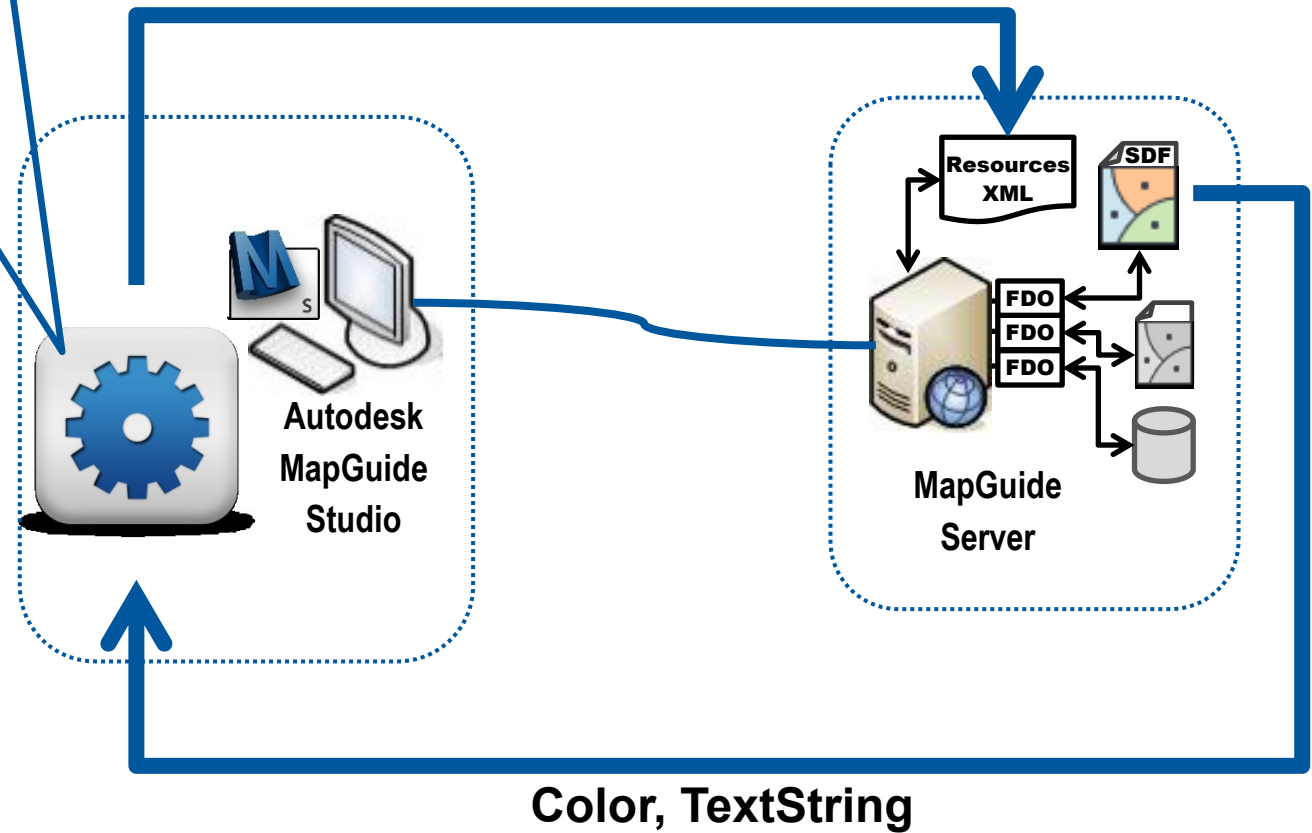 Resources
XML
SDF
M
S
FDO
FDO
FDO
Autodesk
MapGuide
Studio
MapGuide
Server
Color, TextString